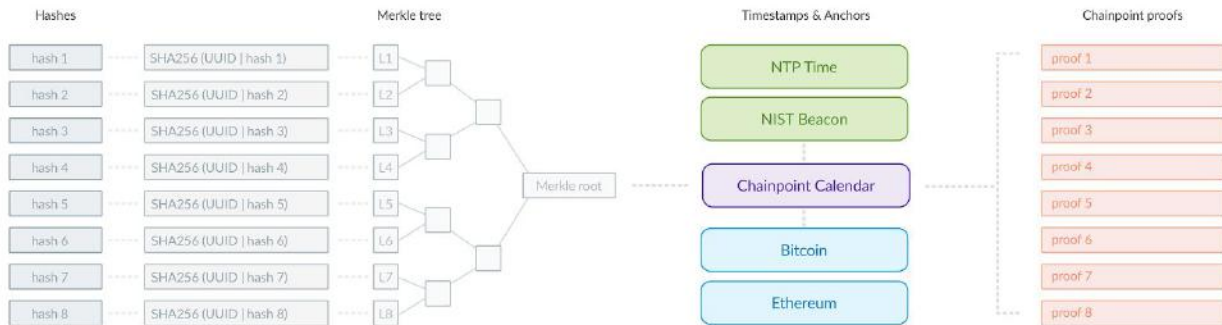 Hashes
Merkle tree
Timestamps & Anchors
Chainpoint proofs
hash 1
SHA256 (UUID | hash 1)
L1
hash 2
SHA256 (UUID | hash 2)
L2
hash 3
SHA256 (UUID | hash 3)
L3
hash 4
SHA256 (UUID | hash 4)
L4
hash 5
SHA256 (UUID | hash 5)
L5
hash 6
SHA256 (UUID | hash 6)
L6
hash 7
SHA256 (UUID | hash 7)
L7
hash 8
SHA256 (UUID | hash 8)
L8
Merkle root
NTP Time
NIST Beacon
Chainpoint Calendar
Bitcoin
Ethereum
proof 1
proof 2
proof 3
proof 4
proof 5
proof 6
proof 7
proof 8